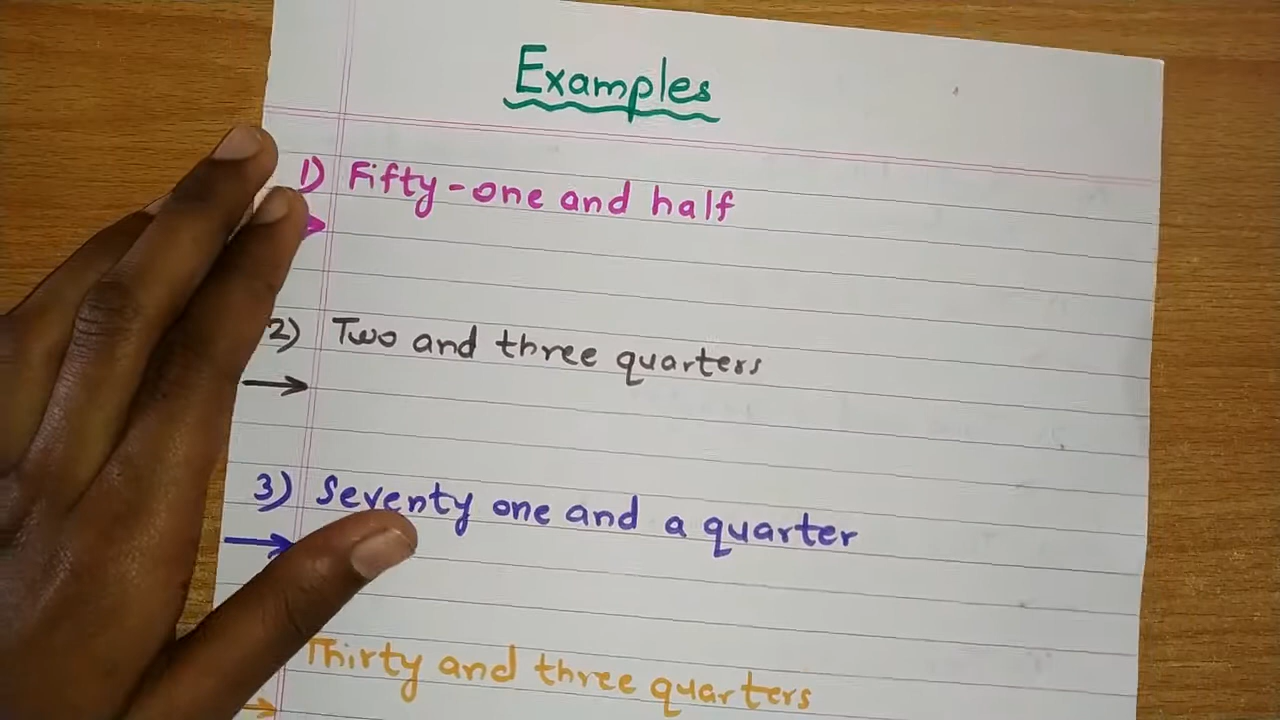 Examples
1) Fifty-one and half
2) Two and three quarters
3) Seventy one and a quarter
Thirty and three quarters